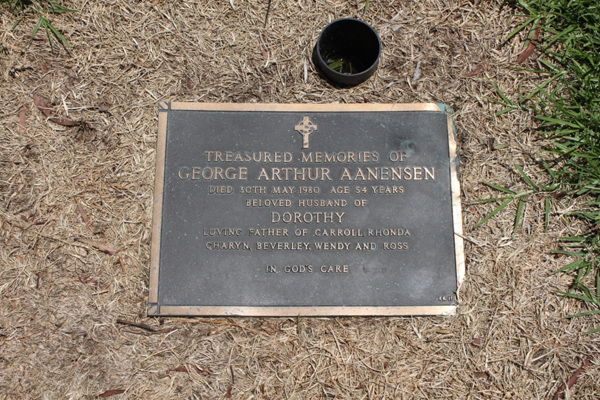 TREASURED MEMORIES OF
GEORGE ARTHUR AANENSEN
DIED 30TH MAY 1980 AGE 54 YEARS
BELOVED HUSBAND OF
DOROTHY
LOVING FATHER OF CARROLL, RHONDA
CHARYN, BEVERLEY, WENDY AND ROSS
IN GOD'S CARE